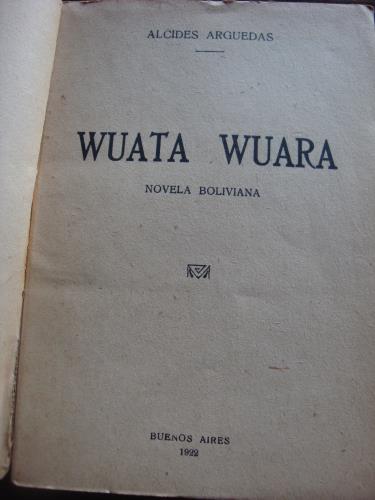 ALCIDES ARGUEDAS
WUATA WUARA
NOVELA BOLIVIANA
BUENOS AIRES
1922